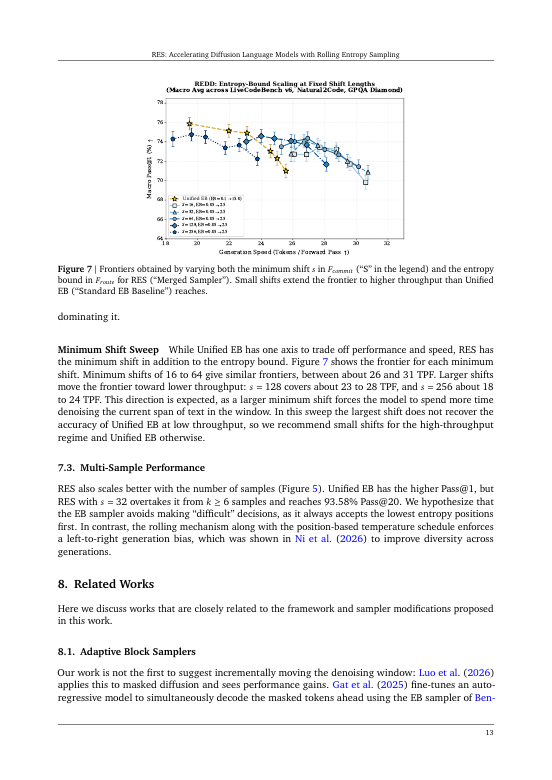 RES: Accelerating Diffusion Language Models with Rolling Entropy Sampling
REDD: Entropy-Bound Scaling at Fixed Shift Lengths
(Macro Avg across LiveCodeBench v6, Natural2Code, GPQA Diamond)
Macro Pass@1 (%) ↑
78
76
74
72
70
68
66
64
18
20
22
24
26
28
30
32
Generation Speed (Tokens / Forward Pass ↑)
Figure 7 | Frontiers obtained by varying both the minimum shift s in F_commit (“S” in the legend) and the entropy
bound in F_route for RES (“Merged Sampler”). Small shifts extend the frontier to higher throughput than Unified
EB (“Standard EB Baseline”) reaches.
dominating it.
Minimum Shift Sweep While Unified EB has one axis to trade off performance and speed, RES has
the minimum shift in addition to the entropy bound. Figure 7 shows the frontier for each minimum
shift. Minimum shifts of 16 to 64 give similar frontiers, between about 26 and 31 TPF. Larger shifts
move the frontier toward lower throughput: s = 128 covers about 23 to 28 TPF, and s = 256 about 18
to 24 TPF. This direction is expected, as a larger minimum shift forces the model to spend more time
denoising the current span of text in the window. In this sweep the largest shift does not recover the
accuracy of Unified EB at low throughput, so we recommend small shifts for the high-throughput
regime and Unified EB otherwise.
7.3. Multi-Sample Performance
RES also scales better with the number of samples (Figure 5). Unified EB has the higher Pass@1, but
RES with s = 32 overtakes it from k ≥ 6 samples and reaches 93.58% Pass@20. We hypothesize that
the EB sampler avoids making “difficult” decisions, as it always accepts the lowest entropy positions
first. In contrast, the rolling mechanism along with the position-based temperature schedule enforces
a left-to-right generation bias, which was shown in Ni et al. (2026) to improve diversity across
generations.
8. Related Works
Here we discuss works that are closely related to the framework and sampler modifications proposed
in this work.
8.1. Adaptive Block Samplers
Our work is not the first to suggest incrementally moving the denoising window: Luo et al. (2026)
applies this to masked diffusion and sees performance gains. Gat et al. (2025) fine-tunes an auto-
regressive model to simultaneously decode the masked tokens ahead using the EB sampler of Ben-
13